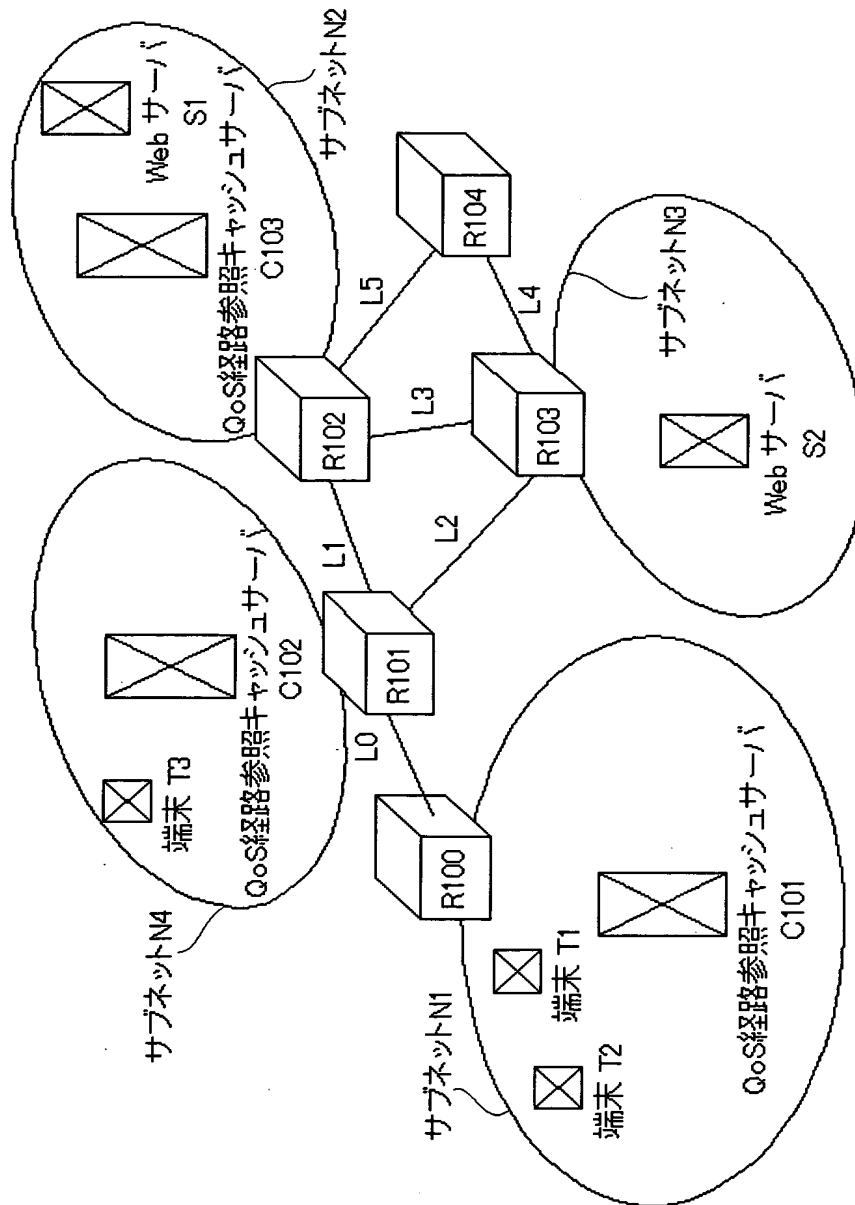 サブネットN4
端末 T3
QoS経路参照キャッシュサーバ
C102
サブネットN2
Web サーバ
S1
QoS経路参照キャッシュサーバ
C103
サブネットN1
端末 T2
端末 T1
QoS経路参照キャッシュサーバ
C101
サブネットN3
Web サーバ
S2
R100
R101
R102
R103
R104
L0
L1
L2
L3
L4
L5